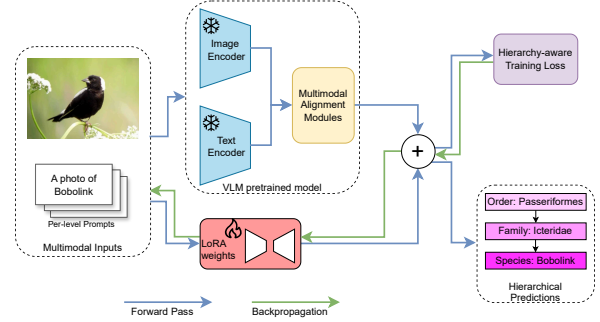 Image
Encoder
Text
Encoder
Multimodal
Alignment
Modules
VLM pretrained model
Hierarchy-aware
Training Loss
A photo of
Bobolink
Per-level Prompts
Multimodal Inputs
LoRA
weights
+
Order: Passeriformes
Family: Icteridae
Species: Bobolink
Hierarchical
Predictions
Forward Pass
Backpropagation